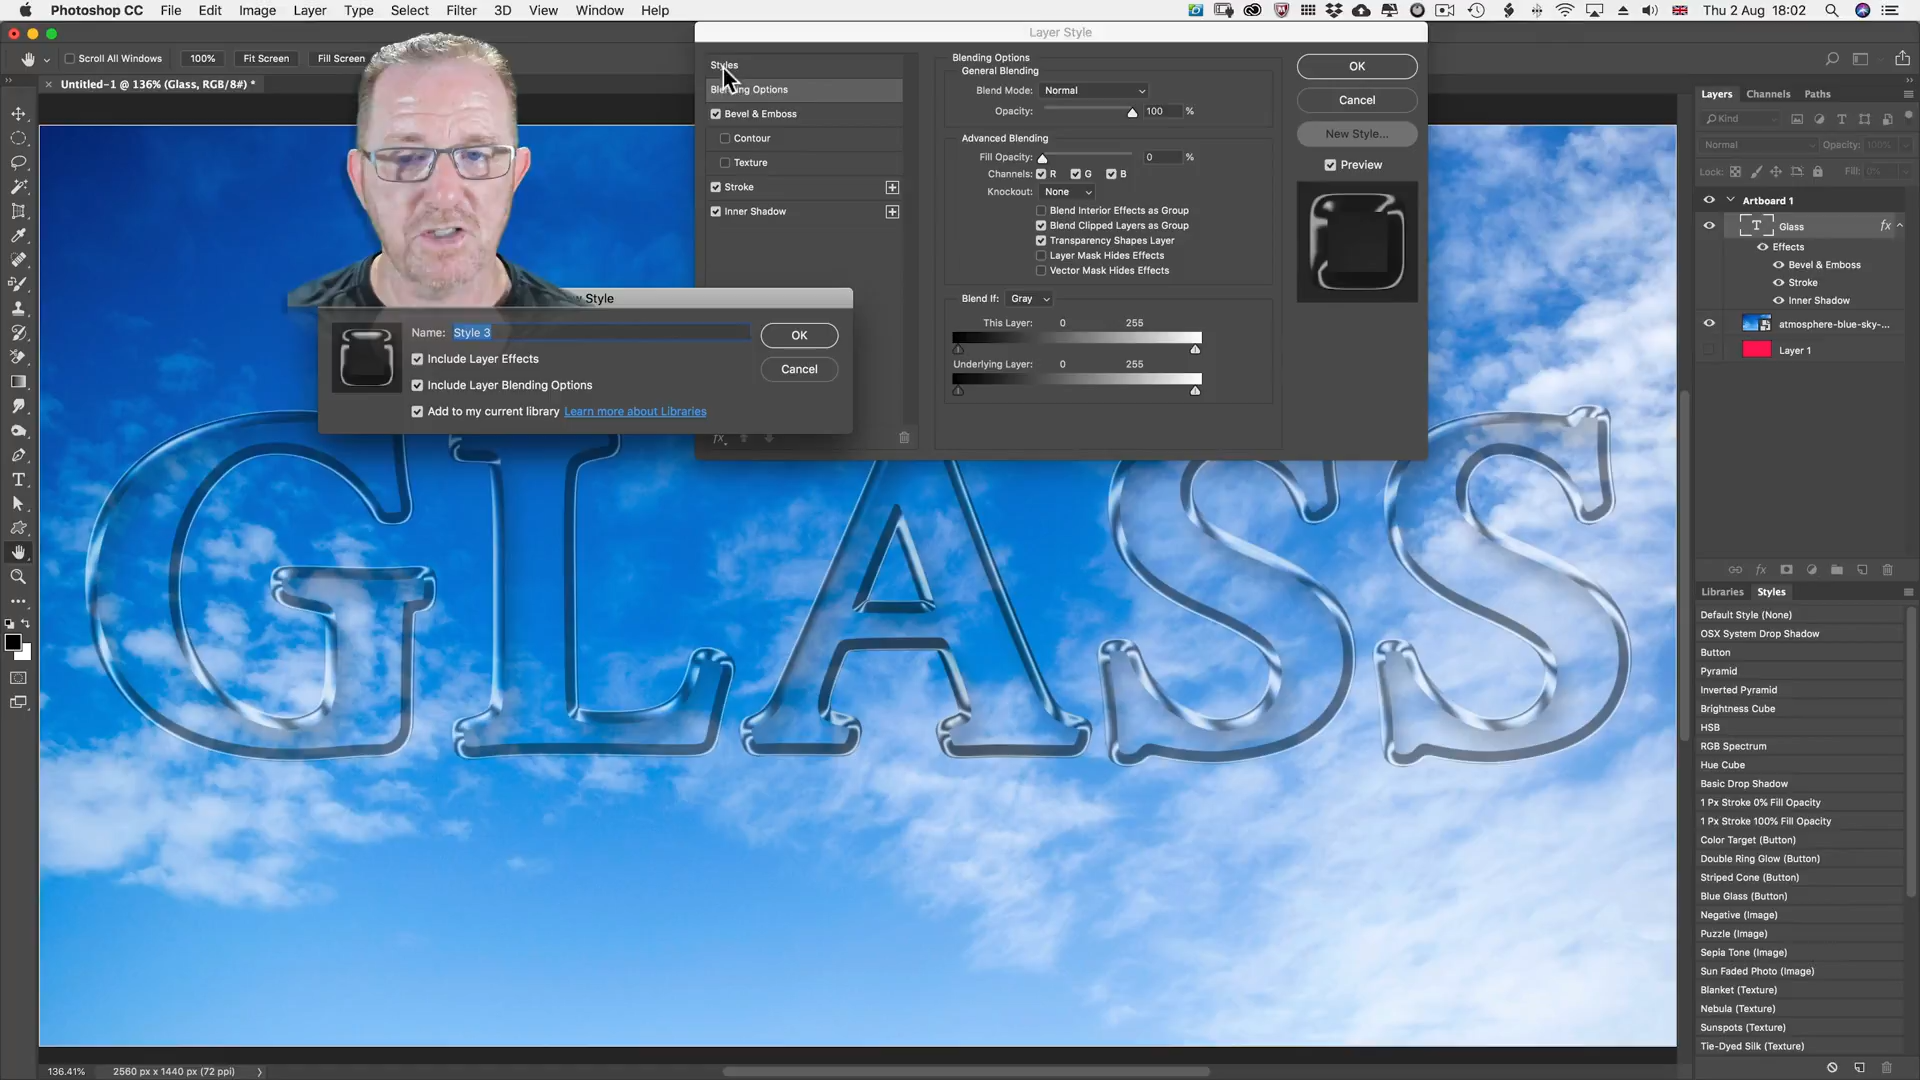 Photoshop CC File Edit Image Layer Type Select Filter 3D View Window Help
Thu 2 Aug 18:02
Scroll All Windows 100% Fit Screen Fill Screen
Untitled-1 @ 136% (Glass, RGB/8#) *
Layer Style
Styles
Blending Options
Bevel & Emboss
Contour
Texture
Stroke
Inner Shadow
fx
Blending Options
General Blending
Blend Mode: Normal
Opacity: 100 %
Advanced Blending
Fill Opacity: 0 %
Channels: R G B
Knockout: None
Blend Interior Effects as Group
Blend Clipped Layers as Group
Transparency Shapes Layer
Layer Mask Hides Effects
Vector Mask Hides Effects
Blend If: Gray
This Layer: 0 255
Underlying Layer: 0 255
OK
Cancel
New Style...
Preview
Style
Name: Style 3
Include Layer Effects
Include Layer Blending Options
Add to my current library Learn more about Libraries
OK
Cancel
GLASS
Layers Channels Paths
Kind
Normal Opacity: 100%
Lock: Fill: 0%
Artboard 1
T Glass fx
Effects
Bevel & Emboss
Stroke
Inner Shadow
atmosphere-blue-sky-...
Layer 1
fx
Libraries Styles
Default Style (None)
OSX System Drop Shadow
Button
Pyramid
Inverted Pyramid
Brightness Cube
HSB
RGB Spectrum
Hue Cube
Basic Drop Shadow
1 Px Stroke 0% Fill Opacity
1 Px Stroke 100% Fill Opacity
Color Target (Button)
Double Ring Glow (Button)
Striped Cone (Button)
Blue Glass (Button)
Negative (Image)
Puzzle (Image)
Sepia Tone (Image)
Sun Faded Photo (Image)
Blanket (Texture)
Nebula (Texture)
Sunspots (Texture)
Tie-Dyed Silk (Texture)
136.41% 2560 px x 1440 px (72 ppi)